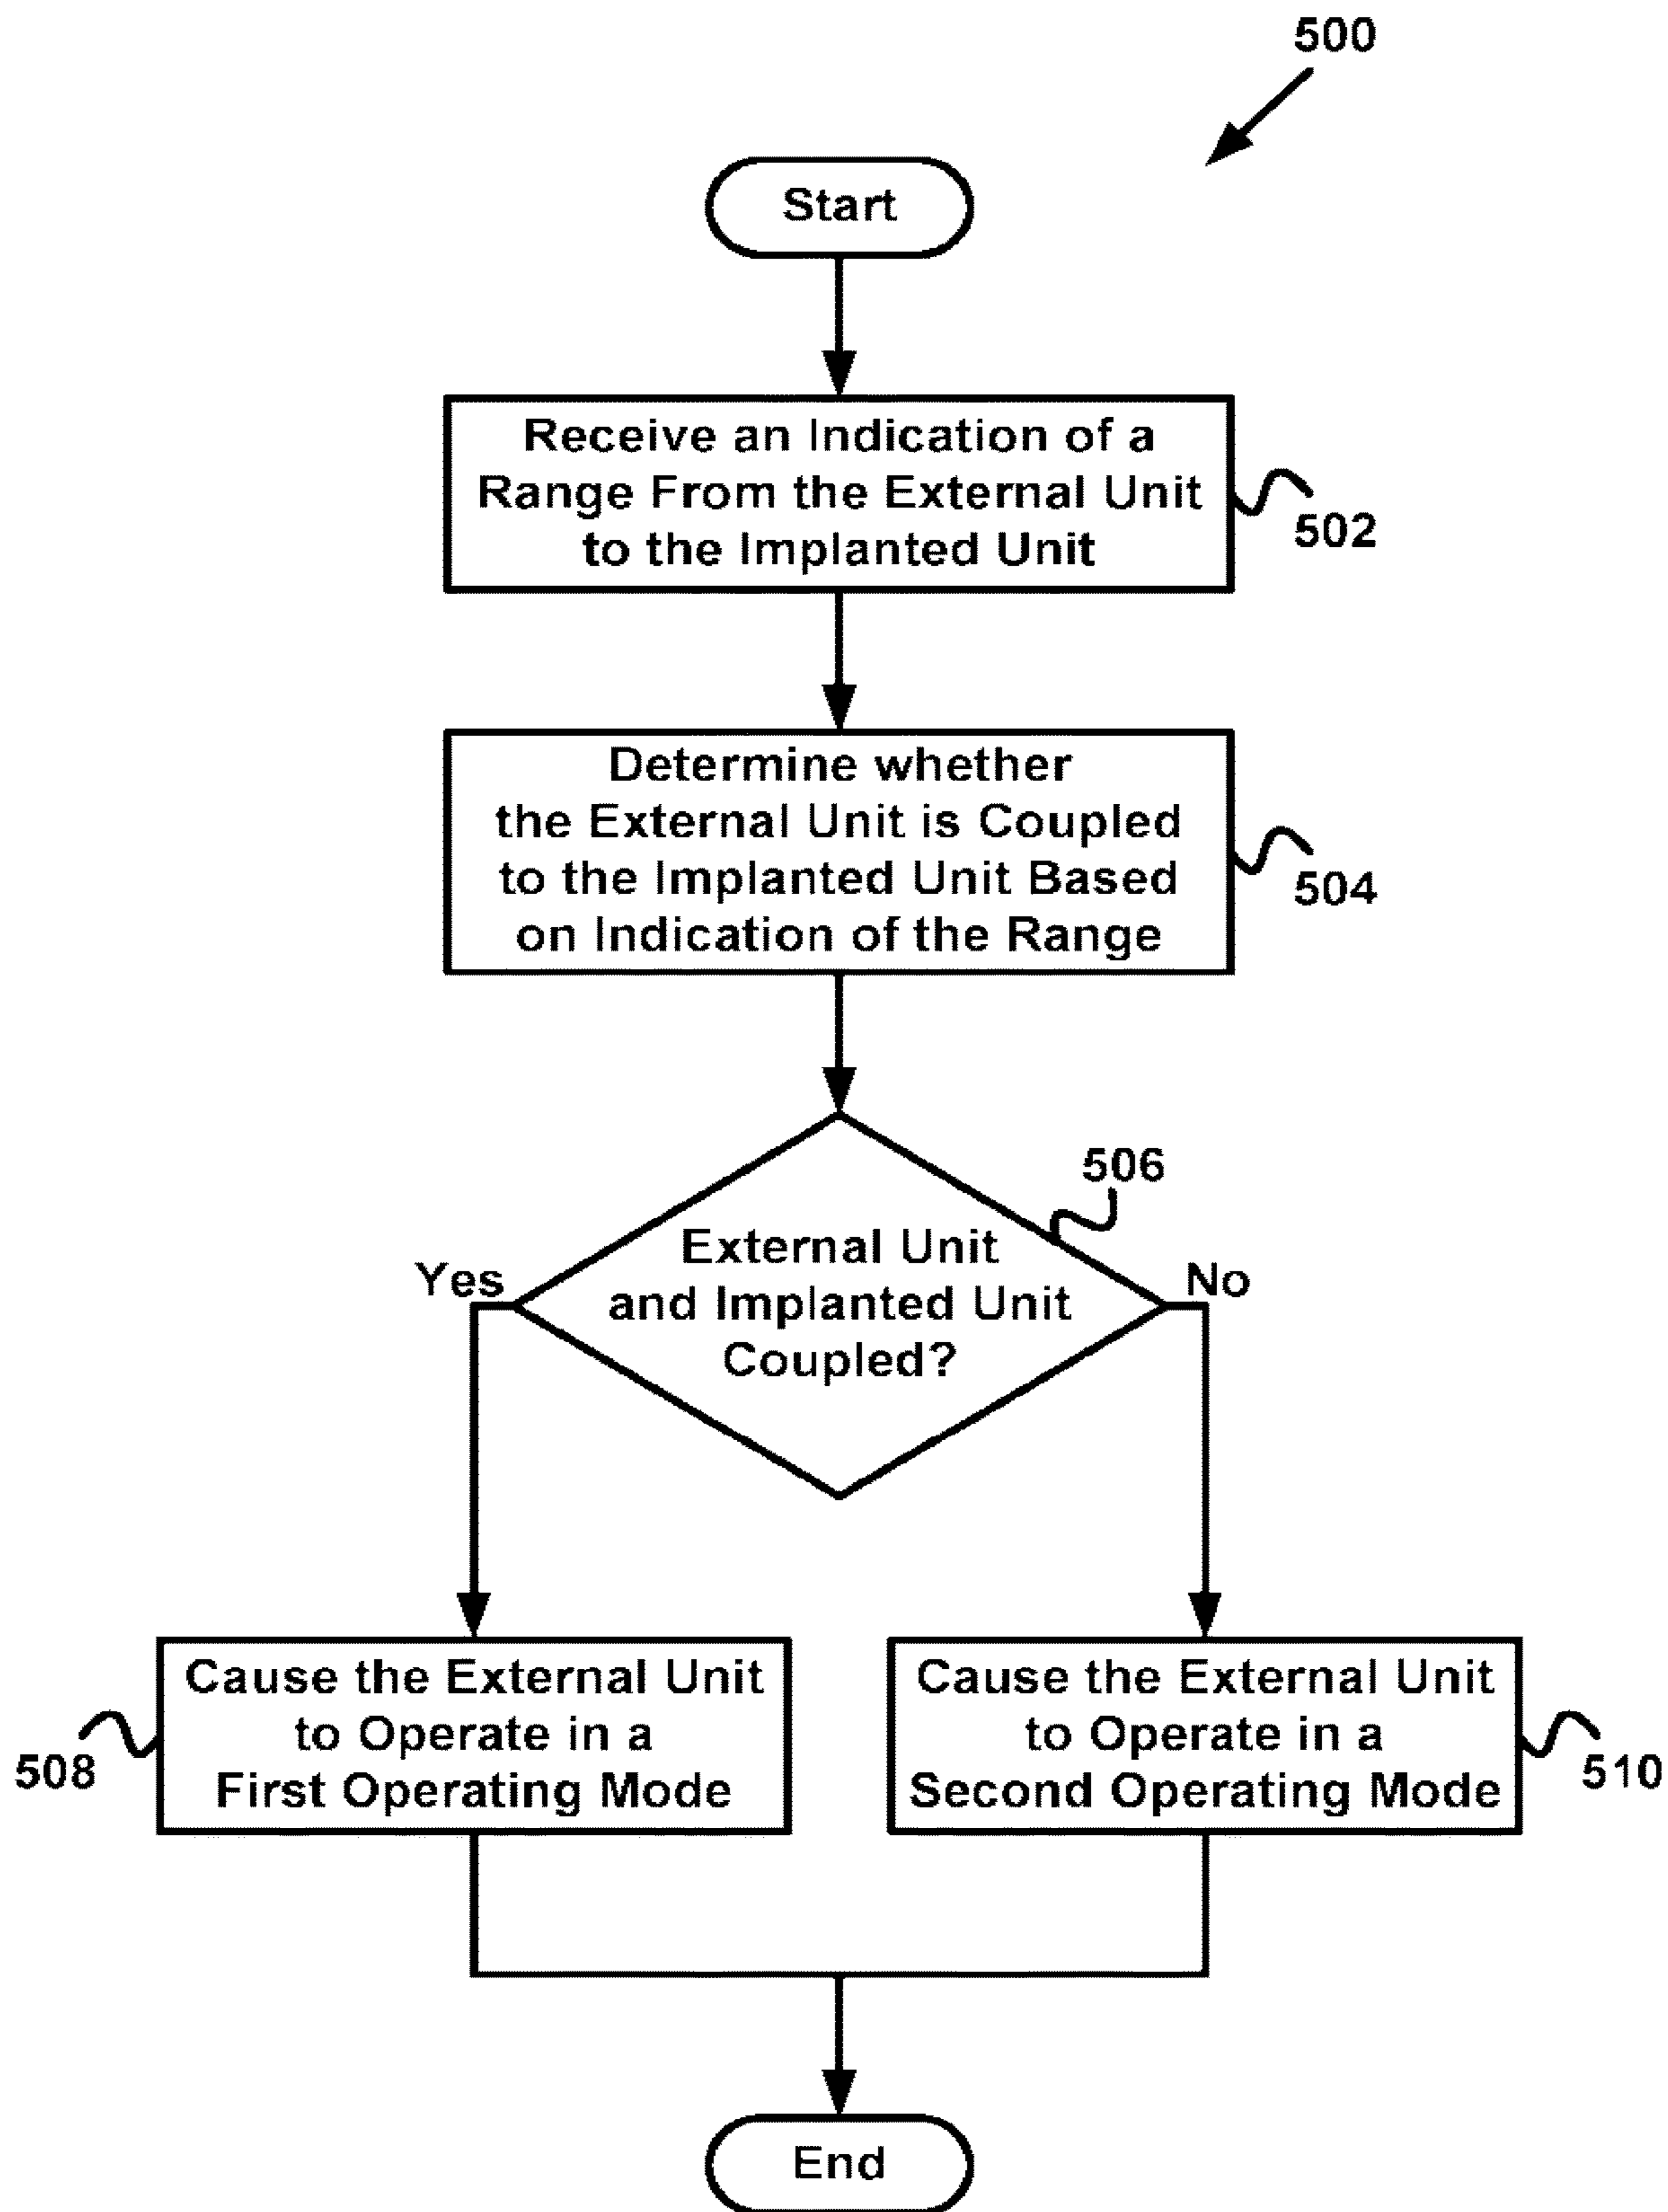 500
Start
Receive an Indication of a
Range From the External Unit
to the Implanted Unit
502
Determine whether
the External Unit is Coupled
to the Implanted Unit Based
on Indication of the Range
504
506
External Unit
and Implanted Unit
Coupled?
Yes
No
Cause the External Unit
to Operate in a
First Operating Mode
508
Cause the External Unit
to Operate in a
Second Operating Mode
510
End